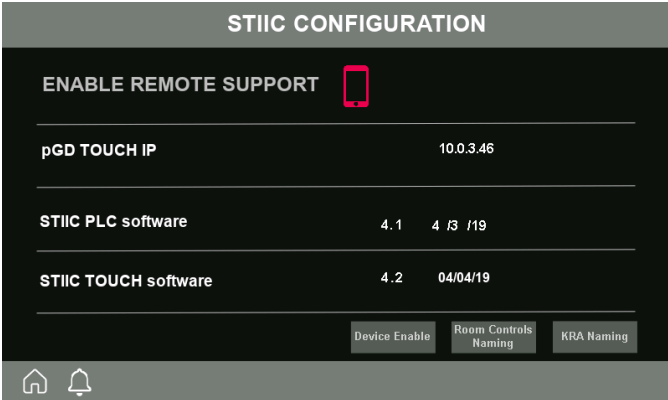 STIIC CONFIGURATION
ENABLE REMOTE SUPPORT
pGD TOUCH IP 10.0.3.46
STIIC PLC software 4.1 4 /3 /19
STIIC TOUCH software 4.2 04/04/19
Device Enable
Room Controls
Naming
KRA Naming